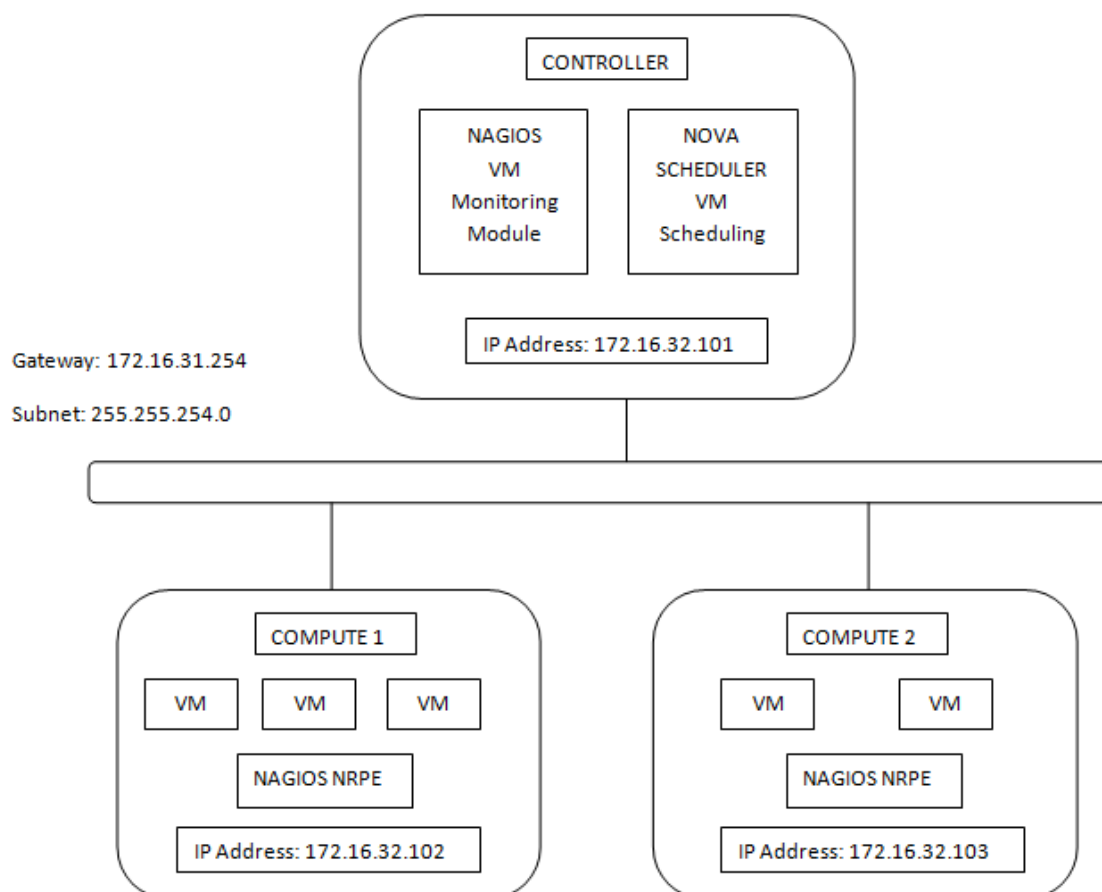 CONTROLLER
NAGIOS
VM
Monitoring
Module
NOVA
SCHEDULER
VM
Scheduling
IP Address: 172.16.32.101
Gateway: 172.16.31.254
Subnet: 255.255.254.0
COMPUTE 1
VM VM VM
NAGIOS NRPE
IP Address: 172.16.32.102
COMPUTE 2
VM VM
NAGIOS NRPE
IP Address: 172.16.32.103